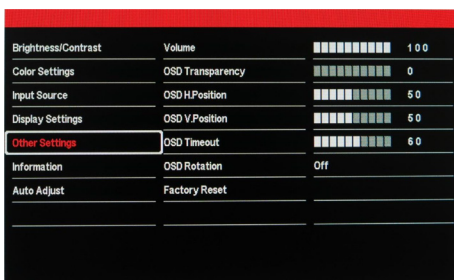 Brightness/Contrast Volume 100
Color Settings OSD Transparency 0
Input Source OSD H.Position 50
Display Settings OSD V.Position 50
Other Settings OSD Timeout 60
Information OSD Rotation Off
Auto Adjust Factory Reset